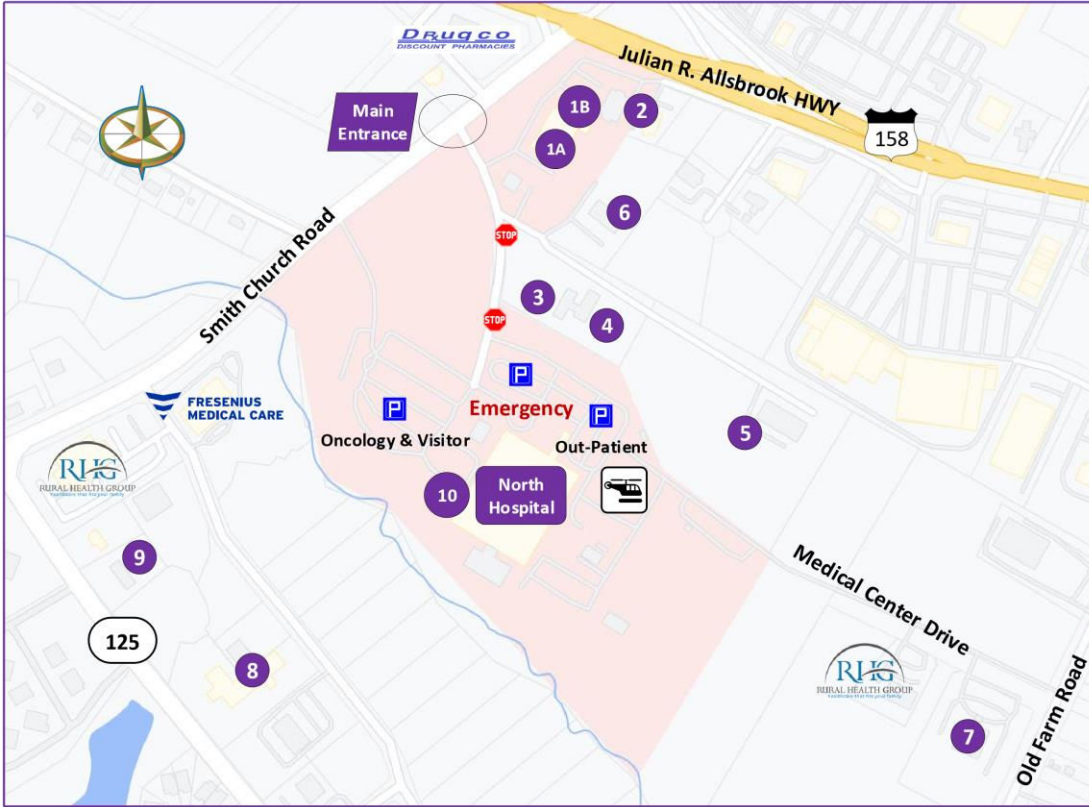 Drugco
DISCOUNT PHARMACIES
Julian R. Allsbrook HWY
158
Main
Entrance
1B
2
1A
6
Smith Church Road
STOP
3
STOP
4
P
P
P
FRESENIUS
MEDICAL CARE
Emergency
Oncology & Visitor
Out-Patient
5
RHG
RURAL HEALTH GROUP
10
North
Hospital
9
Medical Center Drive
125
8
RHG
RURAL HEALTH GROUP
7
Old Farm Road